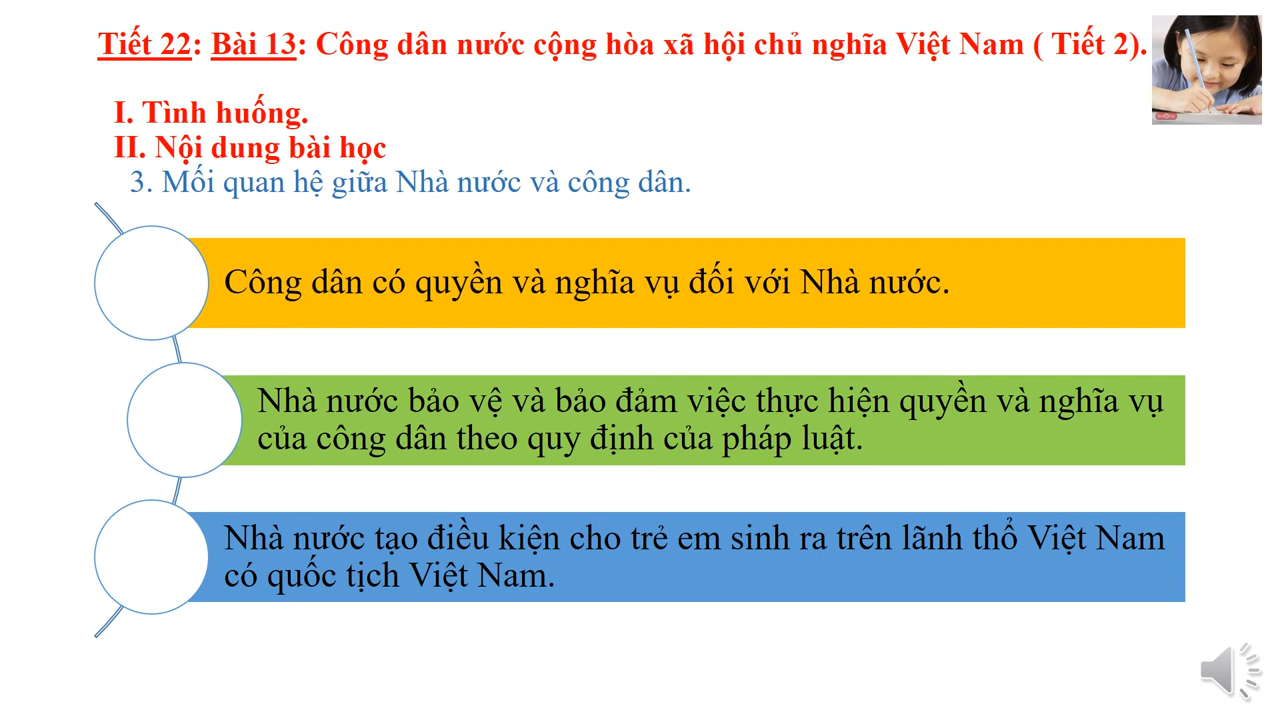 Tiết 22: Bài 13: Công dân nước cộng hòa xã hội chủ nghĩa Việt Nam ( Tiết 2).
I. Tình huống.
II. Nội dung bài học
3. Mối quan hệ giữa Nhà nước và công dân.
Công dân có quyền và nghĩa vụ đối với Nhà nước.
Nhà nước bảo vệ và bảo đảm việc thực hiện quyền và nghĩa vụ
của công dân theo quy định của pháp luật.
Nhà nước tạo điều kiện cho trẻ em sinh ra trên lãnh thổ Việt Nam
có quốc tịch Việt Nam.